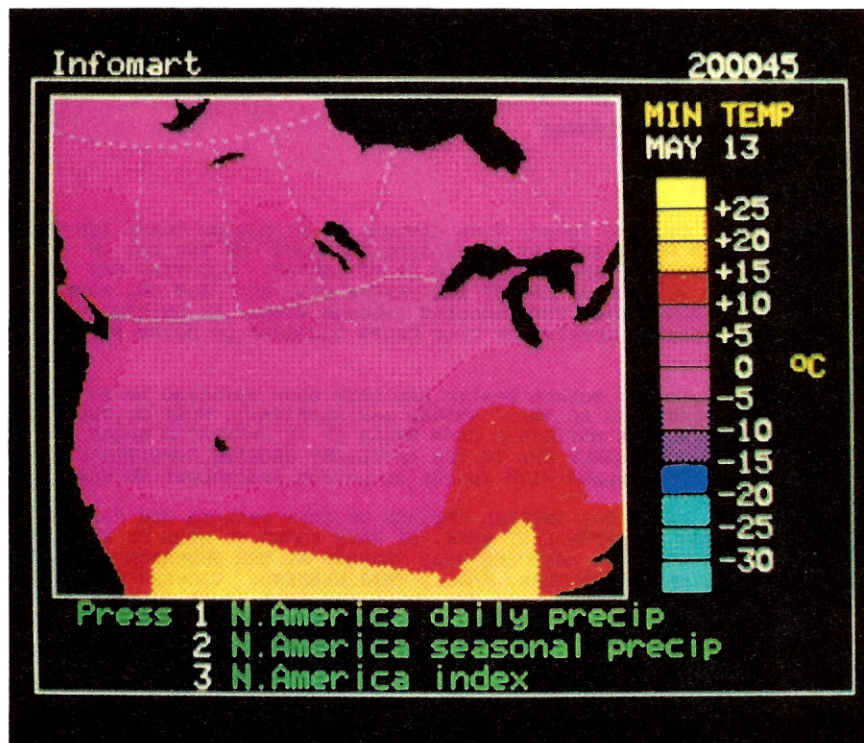 Infomart 200045
MIN TEMP
MAY 13
+25
+20
+15
+10
+5
0 °C
-5
-10
-15
-20
-25
-30
Press 1 N.America daily precip
2 N.America seasonal precip
3 N.America index